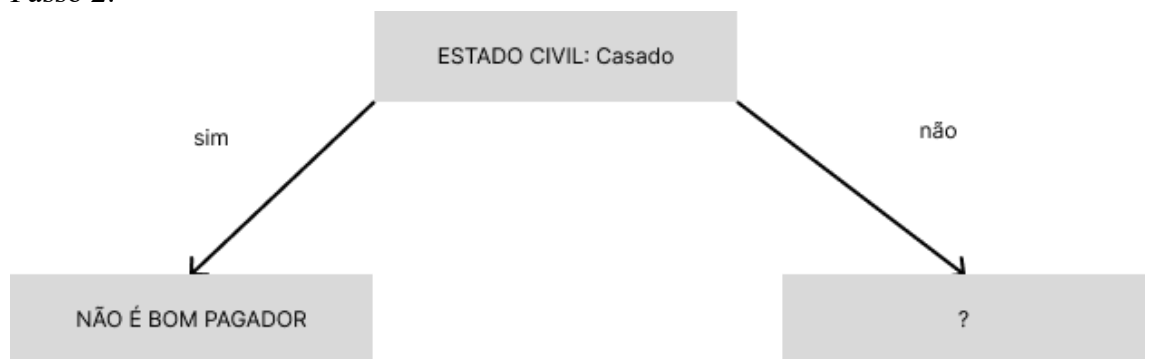 Passo 2:
ESTADO CIVIL: Casado
sim
não
NÃO É BOM PAGADOR
?